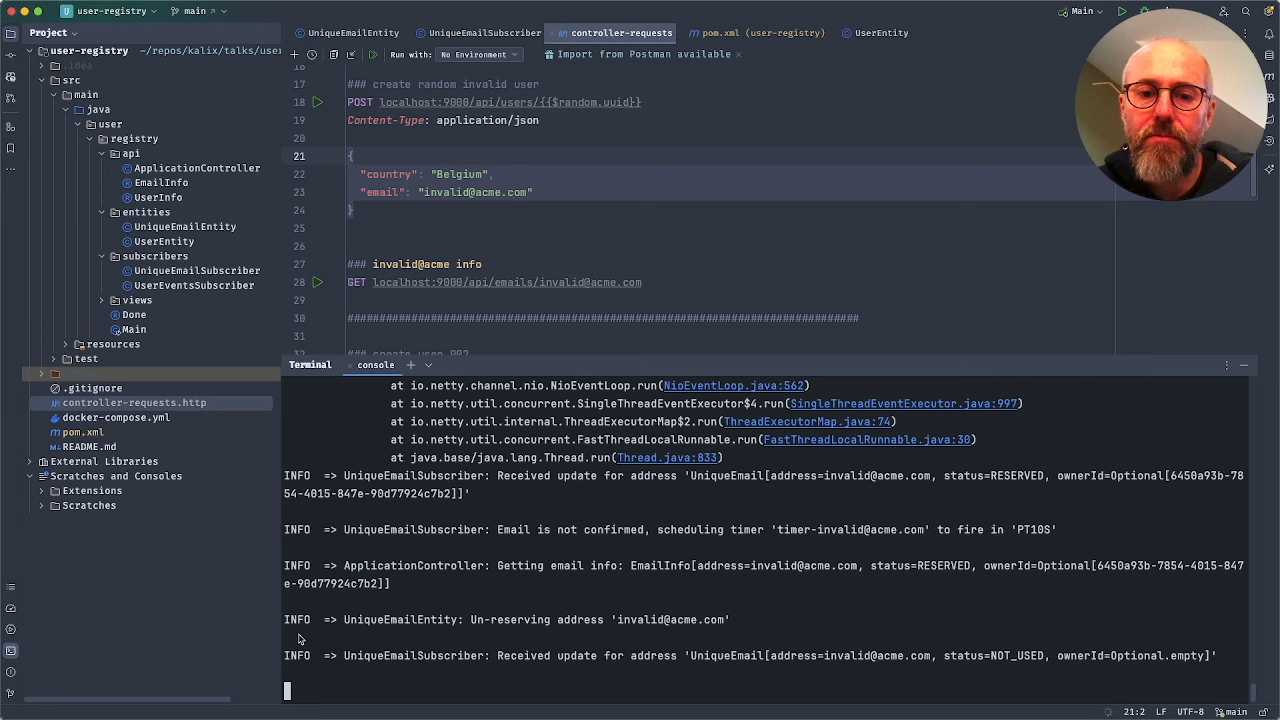 user-registry
main
Main
Project
UniqueEmailEntity
UniqueEmailSubscriber
controller-requests
pom.xml (user-registry)
UserEntity
user-registry ~/repos/kalix/talks/user
Run with:
No Environment
Import from Postman available
.idea
src
main
java
user
registry
api
ApplicationController
EmailInfo
UserInfo
entities
UniqueEmailEntity
UserEntity
subscribers
UniqueEmailSubscriber
UserEventsSubscriber
views
Done
Main
resources
test
.gitignore
controller-requests.http
docker-compose.yml
pom.xml
README.md
External Libraries
Scratches and Consoles
Extensions
Scratches
16
17 ### create random invalid user
18 POST localhost:9000/api/users/{{$random.uuid}}
19 Content-Type: application/json
20
21 {
22 "country": "Belgium",
23 "email": "invalid@acme.com"
24 }
25
26
27 ### invalid@acme info
28 GET localhost:9000/api/emails/invalid@acme.com
29
30 ################################################################################
31
32 ### create user 002
Terminal
console
at io.netty.channel.nio.NioEventLoop.run(NioEventLoop.java:562)
at io.netty.util.concurrent.SingleThreadEventExecutor$4.run(SingleThreadEventExecutor.java:997)
at io.netty.util.internal.ThreadExecutorMap$2.run(ThreadExecutorMap.java:74)
at io.netty.util.concurrent.FastThreadLocalRunnable.run(FastThreadLocalRunnable.java:30)
at java.base/java.lang.Thread.run(Thread.java:833)
INFO => UniqueEmailSubscriber: Received update for address 'UniqueEmail[address=invalid@acme.com, status=RESERVED, ownerId=Optional[6450a93b-78
54-4015-847e-90d77924c7b2]]'
INFO => UniqueEmailSubscriber: Email is not confirmed, scheduling timer 'timer-invalid@acme.com' to fire in 'PT10S'
INFO => ApplicationController: Getting email info: EmailInfo[address=invalid@acme.com, status=RESERVED, ownerId=Optional[6450a93b-7854-4015-847
e-90d77924c7b2]]
INFO => UniqueEmailEntity: Un-reserving address 'invalid@acme.com'
INFO => UniqueEmailSubscriber: Received update for address 'UniqueEmail[address=invalid@acme.com, status=NOT_USED, ownerId=Optional.empty]'
21:2
LF
UTF-8
main